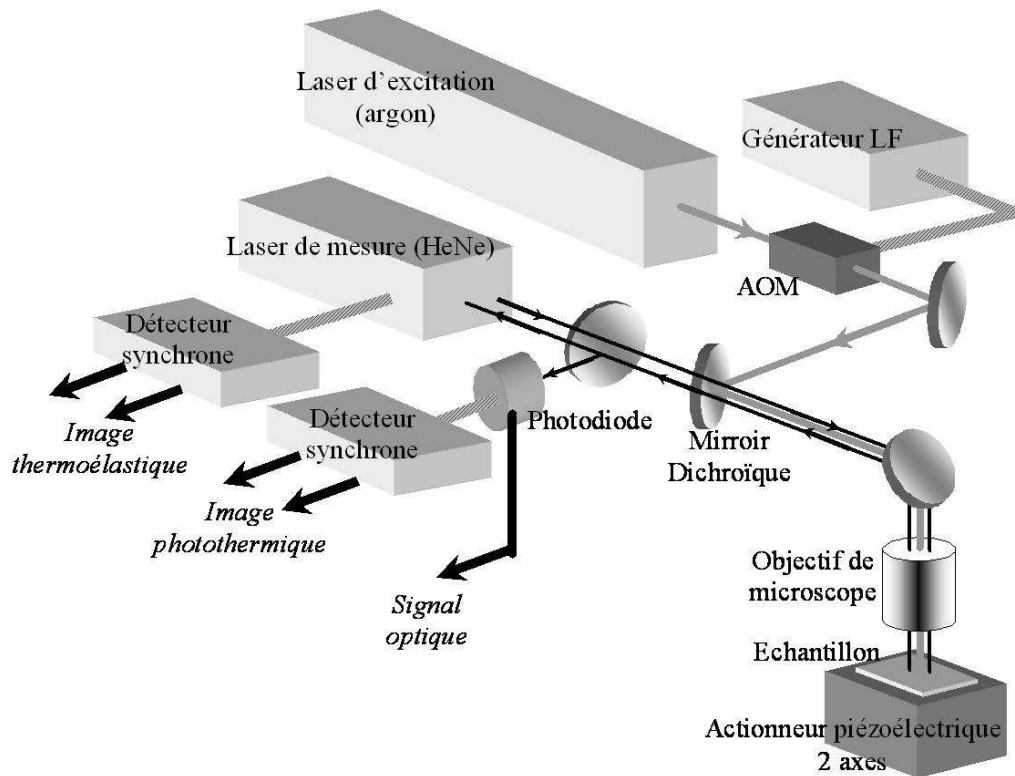 Laser d'excitation
(argon)
Générateur LF
Laser de mesure (HeNe)
AOM
Détecteur
synchrone
Détecteur
synchrone
Photodiode
Mirroir
Dichroïque
Image
thermoélastique
Image
photothermique
Signal
optique
Objectif de
microscope
Echantillon
Actionneur piézoélectrique
2 axes